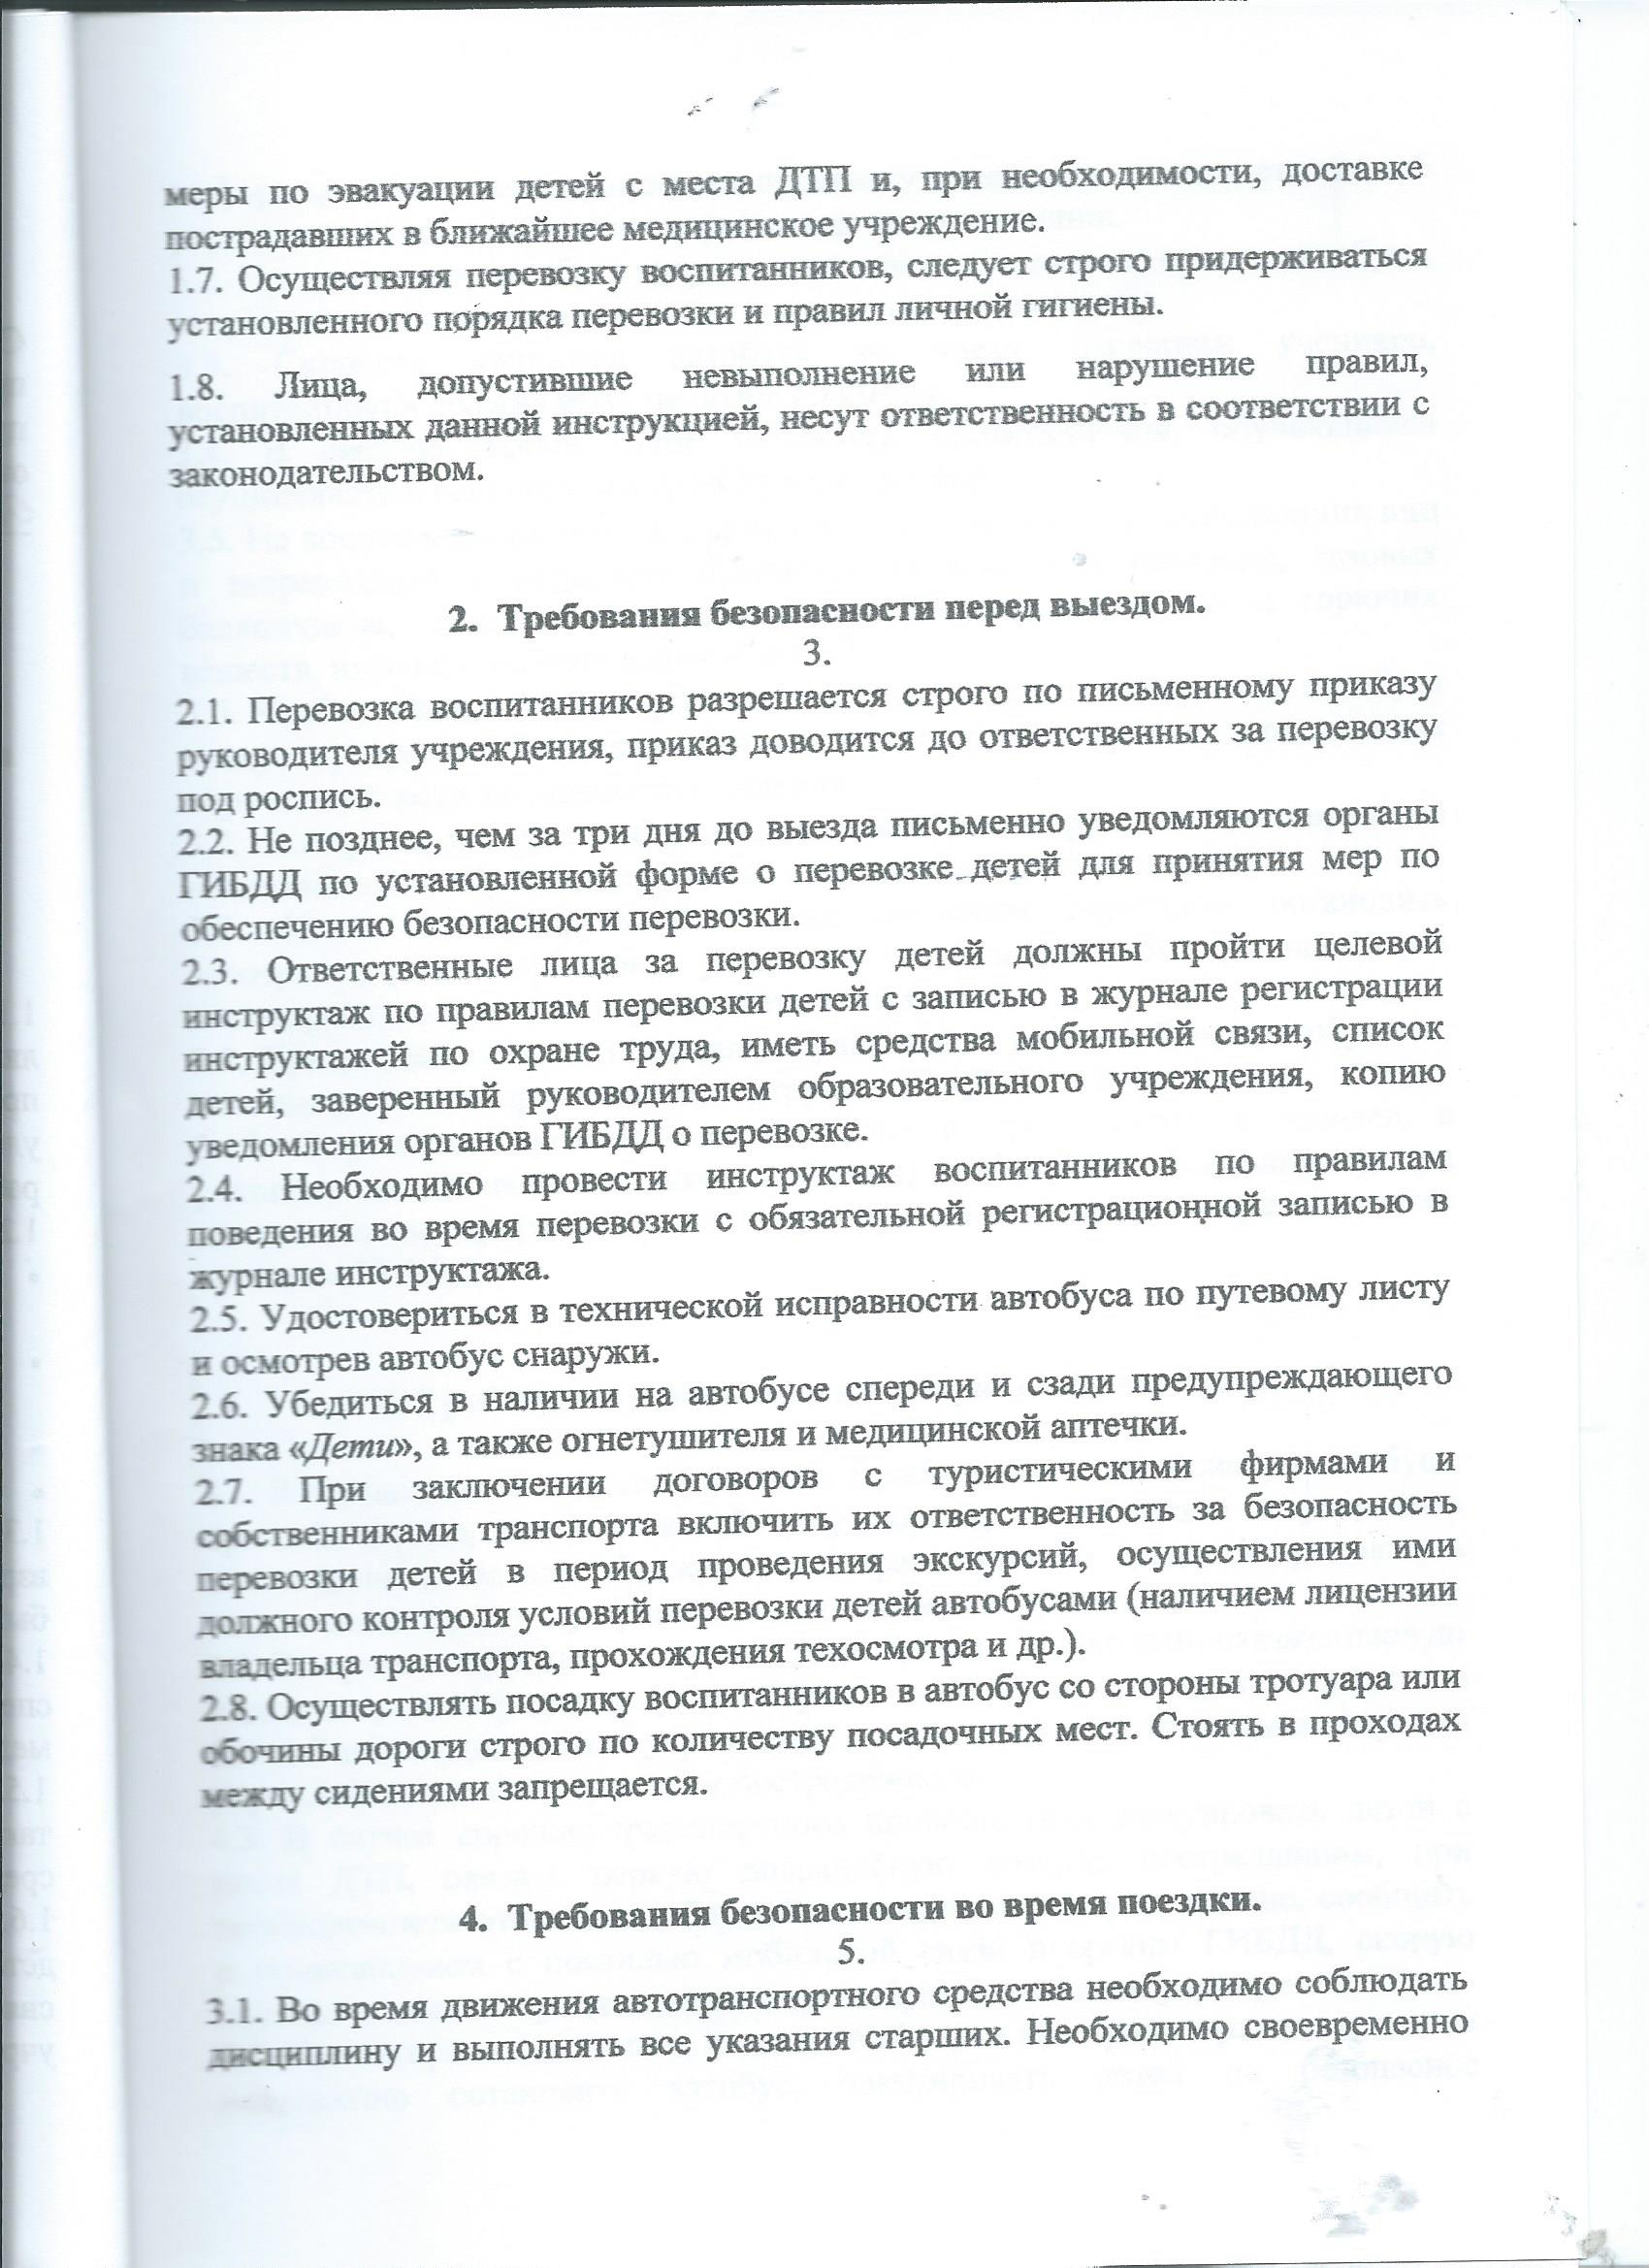 меры по эвакуации детей с места ДТП и, при необходимости, доставке
пострадавших в ближайшее медицинское учреждение.
1.7. Осуществляя перевозку воспитанников, следует строго придерживаться
установленного порядка перевозки и правил личной гигиены.
1.8. Лица, допустившие невыполнение или нарушение правил,
установленных данной инструкцией, несут ответственность в соответствии с
законодательством.
2. Требования безопасности перед выездом.
3.
2.1. Перевозка воспитанников разрешается строго по письменному приказу
руководителя учреждения, приказ доводится до ответственных за перевозку
под роспись.
2.2. Не позднее, чем за три дня до выезда письменно уведомляются органы
ГИБДД по установленной форме о перевозке детей для принятия мер по
обеспечению безопасности перевозки.
2.3. Ответственные лица за перевозку детей должны пройти целевой
инструктаж по правилам перевозки детей с записью в журнале регистрации
инструктажей по охране труда, иметь средства мобильной связи, список
детей, заверенный руководителем образовательного учреждения, копию
уведомления органов ГИБДД о перевозке.
2.4. Необходимо провести инструктаж воспитанников по правилам
поведения во время перевозки с обязательной регистрационной записью в
журнале инструктажа.
2.5. Удостовериться в технической исправности автобуса по путевому листу
и осмотрев автобус снаружи.
2.6. Убедиться в наличии на автобусе спереди и сзади предупреждающего
знака «Дети», а также огнетушителя и медицинской аптечки.
2.7. При заключении договоров с туристическими фирмами и
собственниками транспорта включить их ответственность за безопасность
перевозки детей в период проведения экскурсий, осуществления ими
должного контроля условий перевозки детей автобусами (наличием лицензии
владельца транспорта, прохождения техосмотра и др.).
2.8. Осуществлять посадку воспитанников в автобус со стороны тротуара или
обочины дороги строго по количеству посадочных мест. Стоять в проходах
между сидениями запрещается.
4. Требования безопасности во время поездки.
5.
3.1. Во время движения автотранспортного средства необходимо соблюдать
дисциплину и выполнять все указания старших. Необходимо своевременно